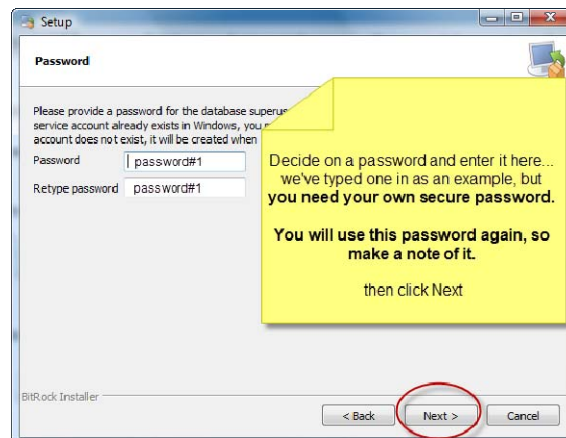 Setup
Password
Please provide a password for the database superus
service account already exists in Windows, you
account does not exist, it will be created when
Password password#1
Retype password password#1
Decide on a password and enter it here...
we've typed one in as an example, but
you need your own secure password.
You will use this password again, so
make a note of it.
then click Next
BitRock Installer
< Back Next > Cancel